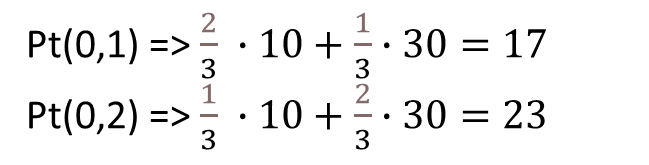 Pt(0,1) => 2/3 · 10 + 1/3 · 30 = 17
Pt(0,2) => 1/3 · 10 + 2/3 · 30 = 23